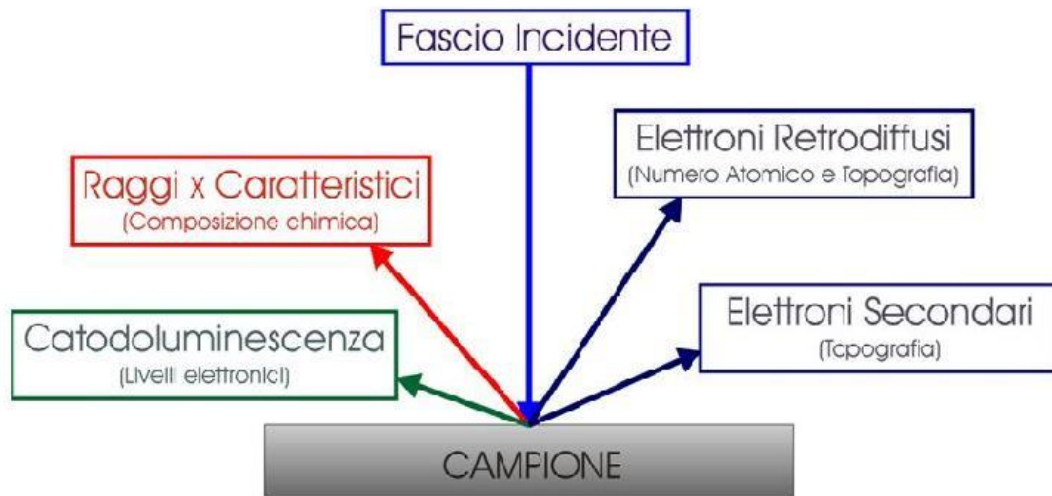 Fascio Incidente
Elettroni Retrodiffusi
(Numero Atomico e Topografia)
Raggi x Caratteristici
(Composizione chimica)
Elettroni Secondari
(Topografia)
Catodoluminescenza
(Livelli elettronici)
CAMPIONE